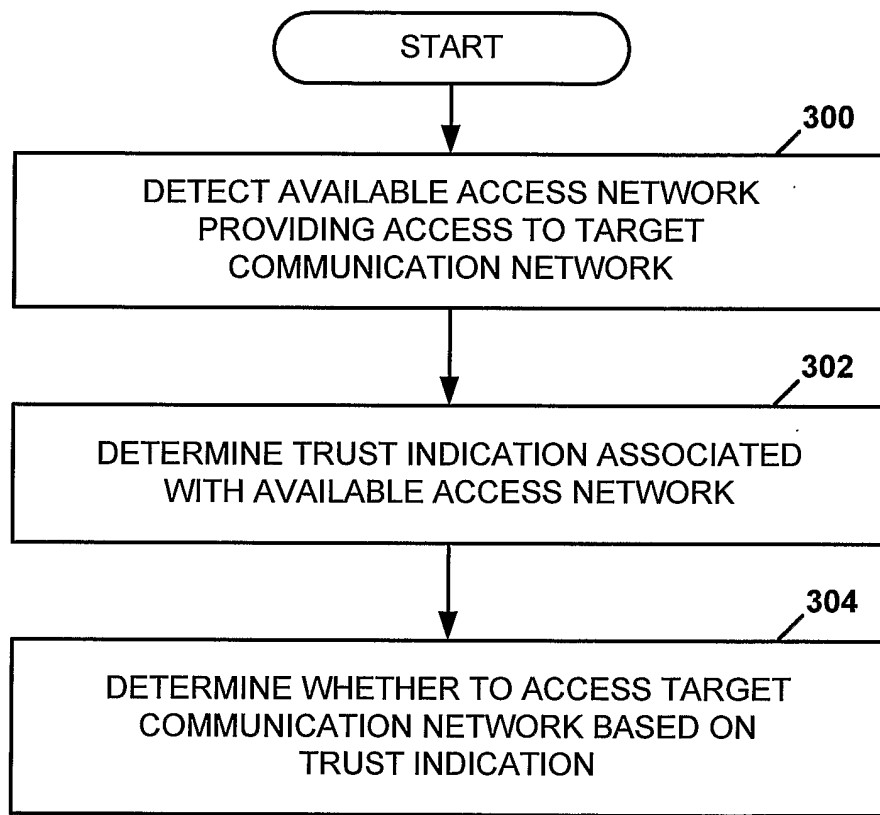 START
300
DETECT AVAILABLE ACCESS NETWORK
PROVIDING ACCESS TO TARGET
COMMUNICATION NETWORK
302
DETERMINE TRUST INDICATION ASSOCIATED
WITH AVAILABLE ACCESS NETWORK
304
DETERMINE WHETHER TO ACCESS TARGET
COMMUNICATION NETWORK BASED ON
TRUST INDICATION